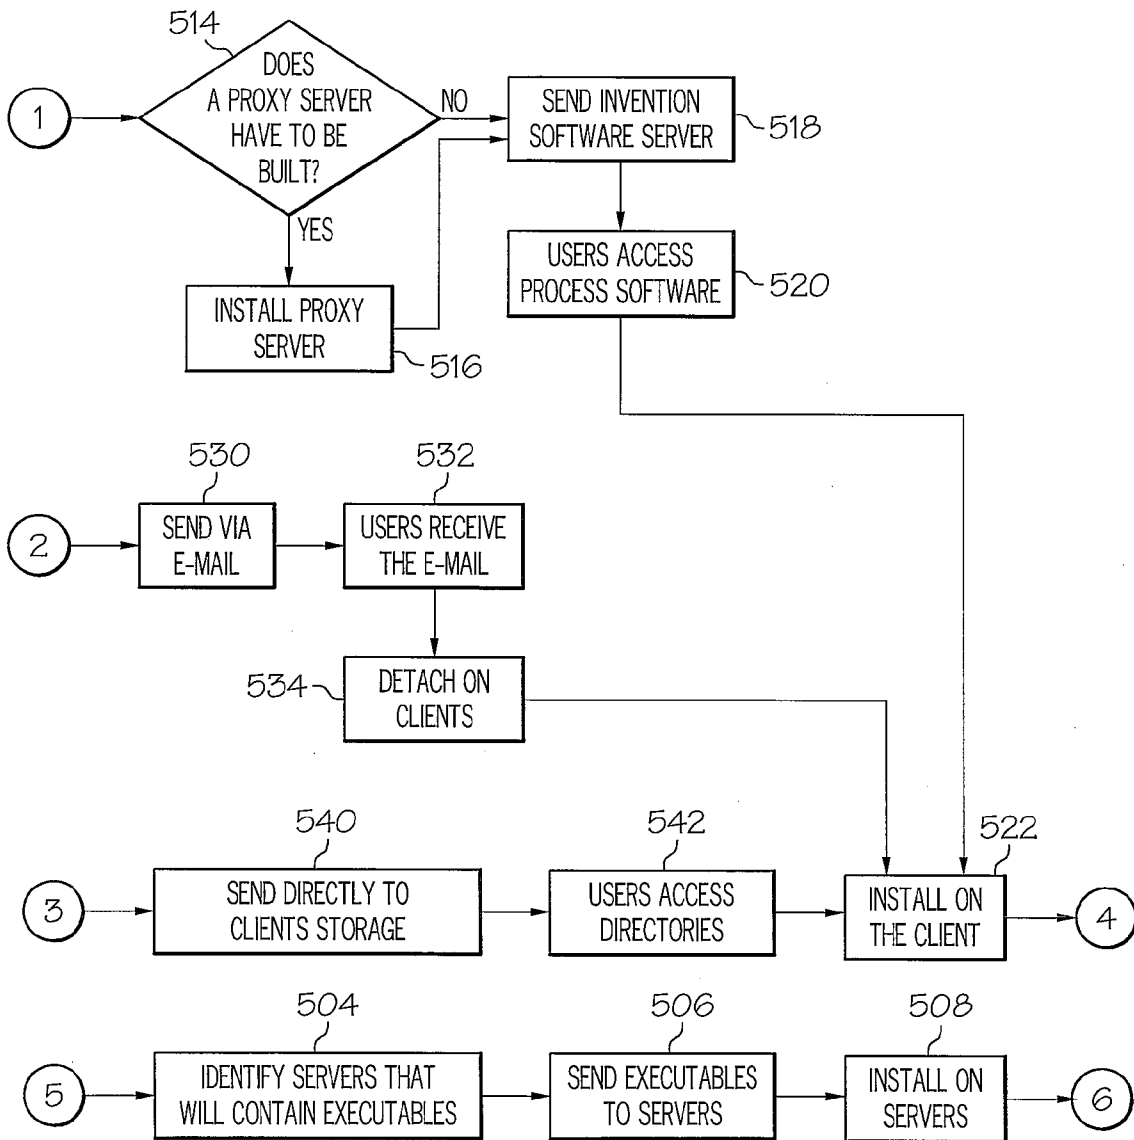 514
1
DOES
A PROXY SERVER
HAVE TO BE
BUILT?
NO
YES
SEND INVENTION
SOFTWARE SERVER
518
INSTALL PROXY
SERVER
516
USERS ACCESS
PROCESS SOFTWARE
520
530
532
2
SEND VIA
E-MAIL
USERS RECEIVE
THE E-MAIL
534
DETACH ON
CLIENTS
540
542
522
3
SEND DIRECTLY TO
CLIENTS STORAGE
USERS ACCESS
DIRECTORIES
INSTALL ON
THE CLIENT
4
504
506
508
5
IDENTIFY SERVERS THAT
WILL CONTAIN EXECUTABLES
SEND EXECUTABLES
TO SERVERS
INSTALL ON
SERVERS
6